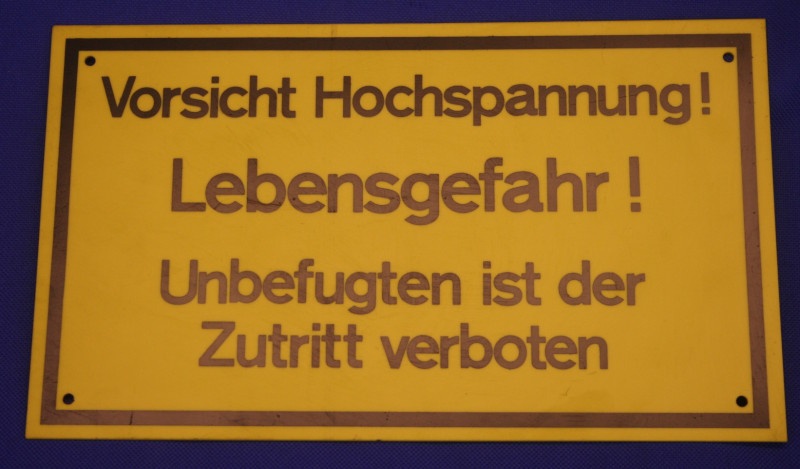 Vorsicht Hochspannung!
Lebensgefahr !
Unbefugten ist der
Zutritt verboten